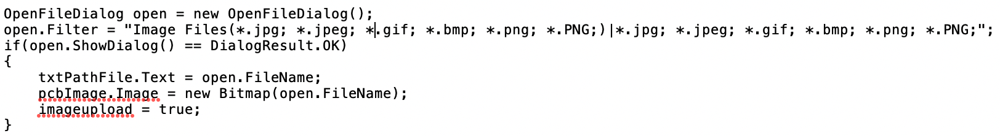 OpenFileDialog open = new OpenFileDialog();
open.Filter = "Image Files(*.jpg; *.jpeg; *.gif; *.bmp; *.png; *.PNG;)|*.jpg; *.jpeg; *.gif; *.bmp; *.png; *.PNG;";
if(open.ShowDialog() == DialogResult.OK)
{
    txtPathFile.Text = open.FileName;
    pcbImage.Image = new Bitmap(open.FileName);
    imageupload = true;
}